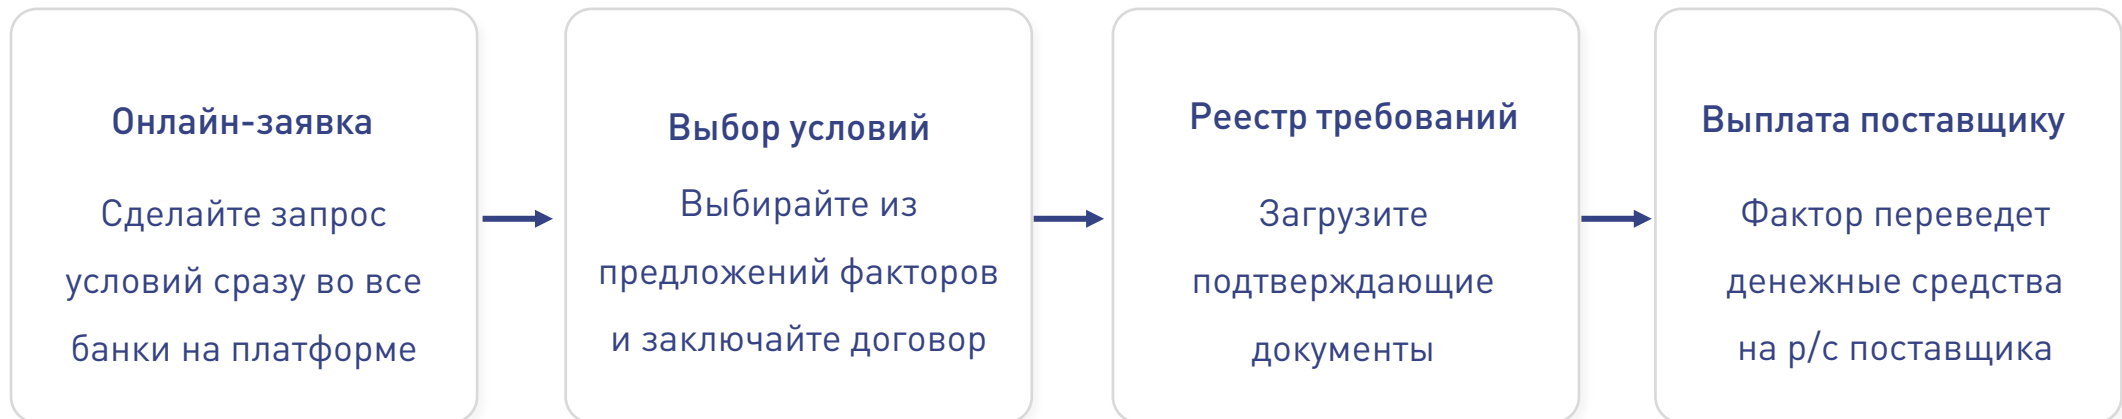 Онлайн-заявка
Сделайте запрос
условий сразу во все
банки на платформе
Выбор условий
Выбирайте из
предложений факторов
и заключайте договор
Реестр требований
Загрузите
подтверждающие
документы
Выплата поставщику
Фактор переведет
денежные средства
на р/с поставщика